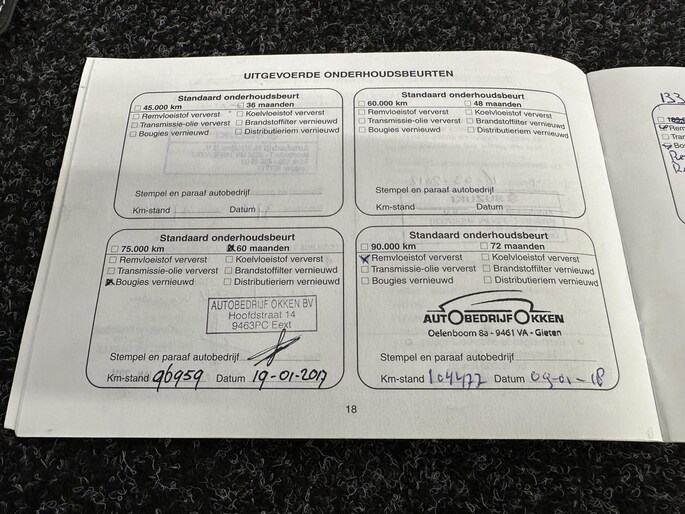 UITGEVOERDE ONDERHOUDSBEURTEN
Standaard onderhoudsbeurt
45.000 km 36 maanden
Remvloeistof ververst Koelvloeistof ververst
Transmissie-olie ververst Brandstoffilter vernieuwd
Bougies vernieuwd Distributieriem vernieuwd
Stempel en paraaf autobedrijf
Km-stand Datum
Standaard onderhoudsbeurt
60.000 km 48 maanden
Remvloeistof ververst Koelvloeistof ververst
Transmissie-olie ververst Brandstoffilter vernieuwd
Bougies vernieuwd Distributieriem vernieuwd
Stempel en paraaf autobedrijf
Km-stand Datum
Standaard onderhoudsbeurt
75.000 km 60 maanden
Remvloeistof ververst Koelvloeistof ververst
Transmissie-olie ververst Brandstoffilter vernieuwd
Bougies vernieuwd Distributieriem vernieuwd
AUTOBEDRIJF OKKEN BV
Hoofdstraat 14
9463PC Eext
Stempel en paraaf autobedrijf
Km-stand 96959 Datum 19-01-2017
Standaard onderhoudsbeurt
90.000 km 72 maanden
Remvloeistof ververst Koelvloeistof ververst
Transmissie-olie ververst Brandstoffilter vernieuwd
Bougies vernieuwd Distributieriem vernieuwd
AUTOBEDRIJF OKKEN
Oelenboom 8a - 9461 VA - Gieten
Stempel en paraaf autobedrijf
Km-stand 104477 Datum 09-01-18
18
133